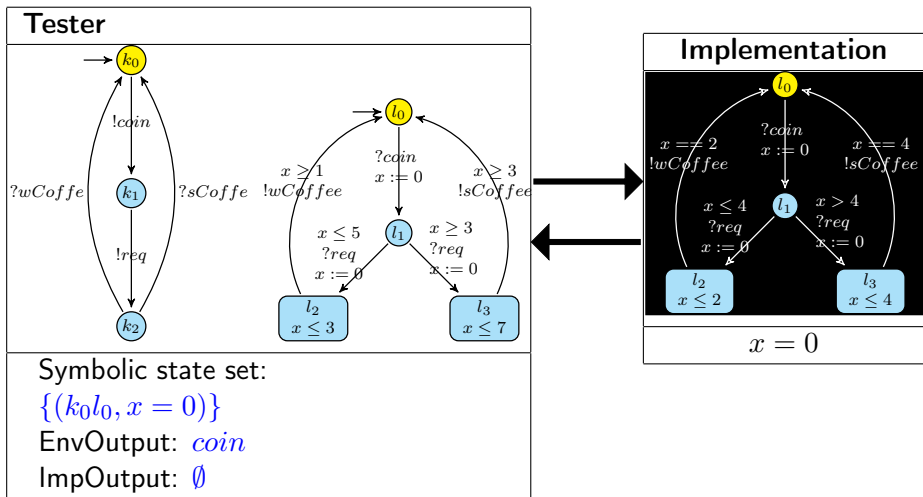 Tester
k₀
!coin
?wCoffe
k₁
?sCoffe
!req
k₂
l₀
?coin
x := 0
x ≥ 1
!wCoffee
x ≥ 3
!sCoffee
l₁
x ≤ 5
?req
x := 0
x ≥ 3
?req
x := 0
l₂
x ≤ 3
l₃
x ≤ 7
Symbolic state set:
{(k₀l₀, x = 0)}
EnvOutput: coin
ImpOutput: ∅
Implementation
l₀
?coin
x := 0
x == 2
!wCoffee
x == 4
!sCoffee
l₁
x ≤ 4
?req
x := 0
x > 4
?req
x := 0
l₂
x ≤ 2
l₃
x ≤ 4
x = 0